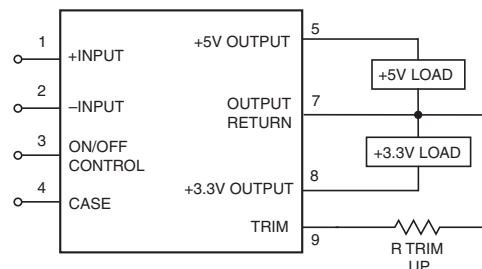 1
+INPUT
2
–INPUT
3
ON/OFF
CONTROL
4
CASE
+5V OUTPUT
5
OUTPUT
RETURN
7
+3.3V OUTPUT
8
TRIM
9
+5V LOAD
+3.3V LOAD
R TRIM
UP